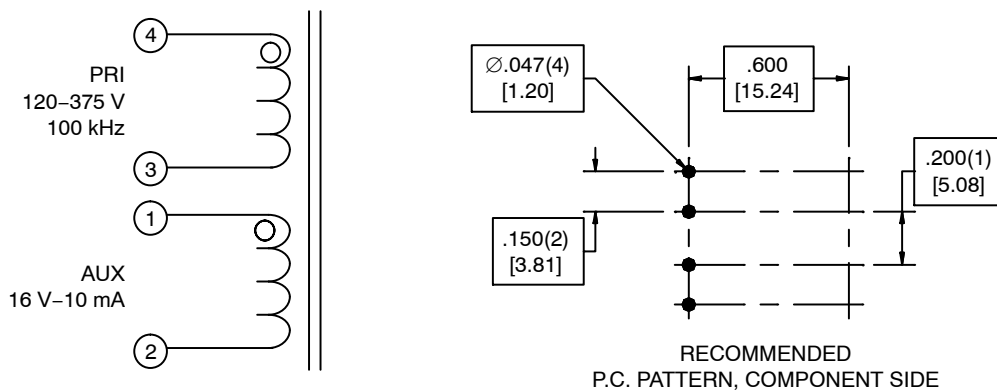 4
PRI
120–375 V
100 kHz
3
1
AUX
16 V–10 mA
2
∅.047(4)
[1.20]
.600
[15.24]
.200(1)
[5.08]
.150(2)
[3.81]
RECOMMENDED
P.C. PATTERN, COMPONENT SIDE